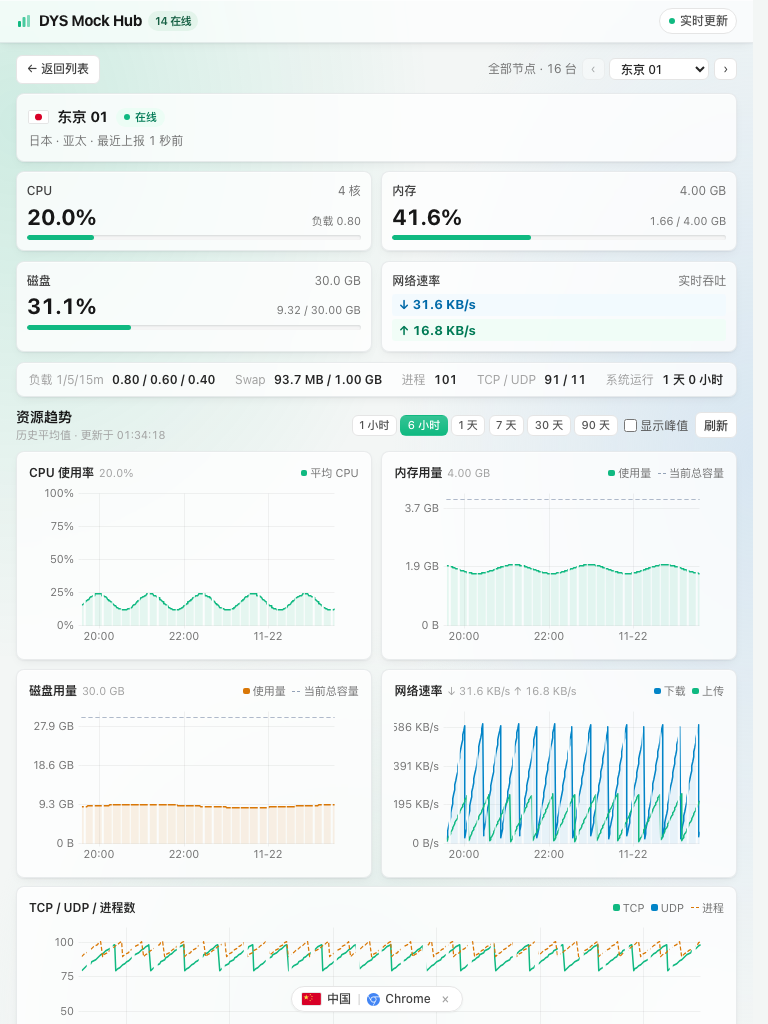 DYS Mock Hub 14 在线 实时更新
← 返回列表 全部节点 · 16 台 ‹ 东京 01 ›
东京 01 在线
日本 · 亚太 · 最近上报 1 秒前
CPU 4 核
20.0% 负载 0.80
内存 4.00 GB
41.6% 1.66 / 4.00 GB
磁盘 30.0 GB
31.1% 9.32 / 30.00 GB
网络速率 实时吞吐
↓ 31.6 KB/s
↑ 16.8 KB/s
负载 1/5/15m 0.80 / 0.60 / 0.40 Swap 93.7 MB / 1.00 GB 进程 101 TCP / UDP 91 / 11 系统运行 1 天 0 小时
资源趋势
历史平均值 · 更新于 01:34:18
1 小时 6 小时 1 天 7 天 30 天 90 天 显示峰值 刷新
CPU 使用率 20.0% 平均 CPU
100%
75%
50%
25%
0%
20:00 22:00 11-22
内存用量 4.00 GB 使用量 -- 当前总容量
3.7 GB
1.9 GB
0 B
20:00 22:00 11-22
磁盘用量 30.0 GB 使用量 -- 当前总容量
27.9 GB
18.6 GB
9.3 GB
0 B
20:00 22:00 11-22
网络速率 ↓ 31.6 KB/s ↑ 16.8 KB/s 下载 上传
586 KB/s
391 KB/s
195 KB/s
0 B/s
20:00 22:00 11-22
TCP / UDP / 进程数 TCP UDP -- 进程
100
75
50
中国 | Chrome ×